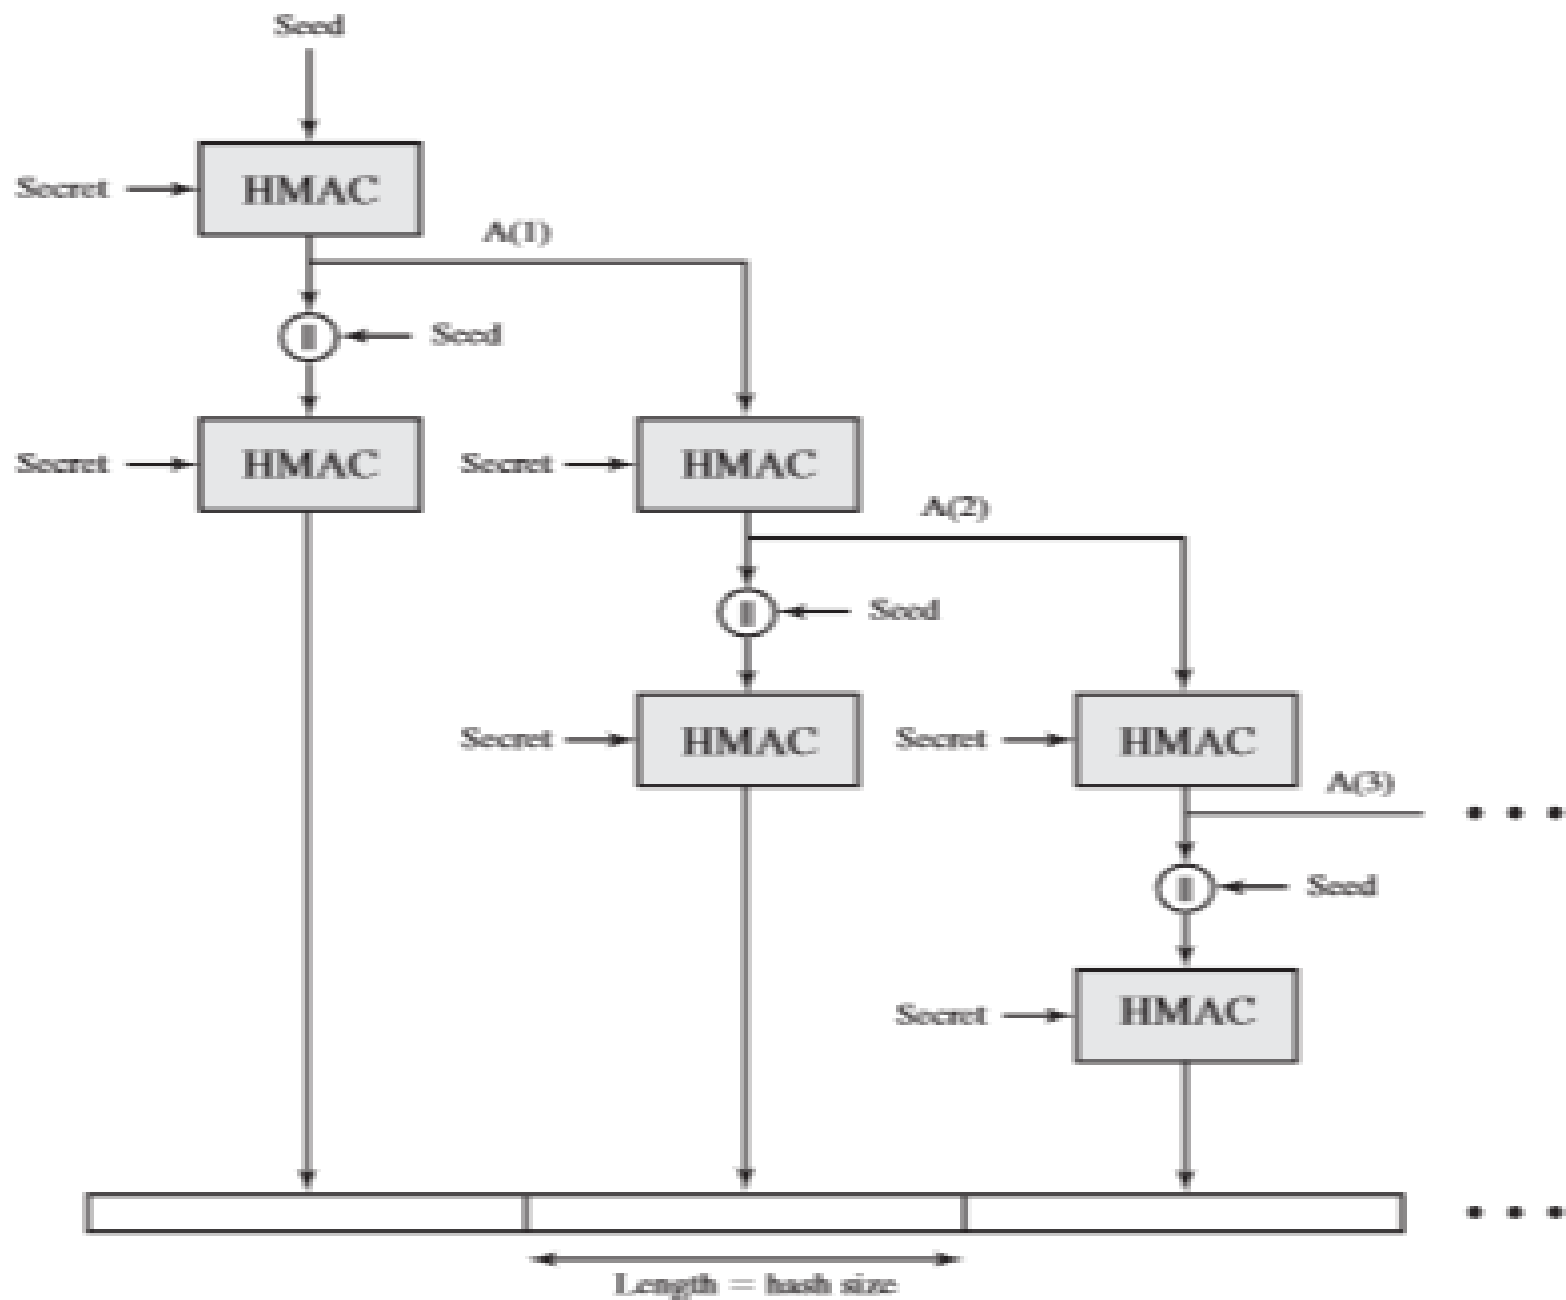 Seed
Secret HMAC
A(1)
|| Seed
Secret HMAC Secret HMAC
A(2)
|| Seed
Secret HMAC Secret HMAC
A(3)
|| Seed
Secret HMAC
Length = hash size